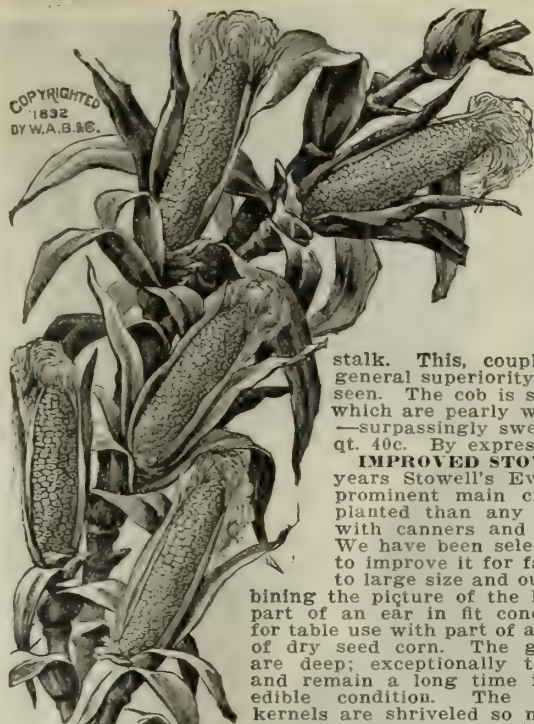 COPYRIGHTED
1892
BY W.A.B.&C.
stalk. This, coupl
general superiority
seen. The cob is s
which are pearly w
—surpassingly swe
qt. 40c. By expres
IMPROVED STOV
years Stowell's Ev
prominent main c
planted than any
with canners and
We have been sele
to improve it for fa
to large size and ou
bining the picture of the
part of an ear in fit cond
for table use with part of a
of dry seed corn. The g
are deep; exceptionally t
and remain a long time i
edible condition. The
kernels are shriveled so n